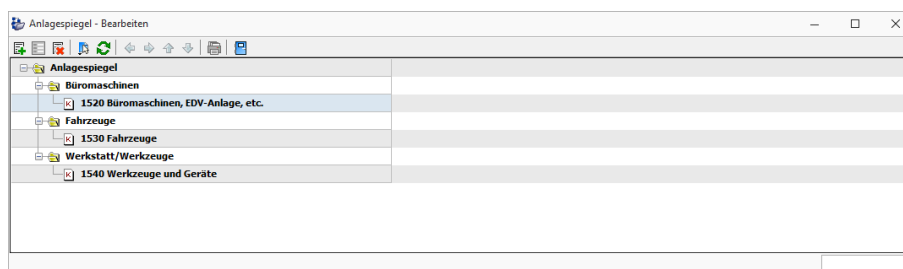 Anlagespiegel - Bearbeiten
Anlagespiegel
Büromaschinen
K 1520 Büromaschinen, EDV-Anlage, etc.
Fahrzeuge
K 1530 Fahrzeuge
Werkstatt/Werkzeuge
K 1540 Werkzeuge und Geräte